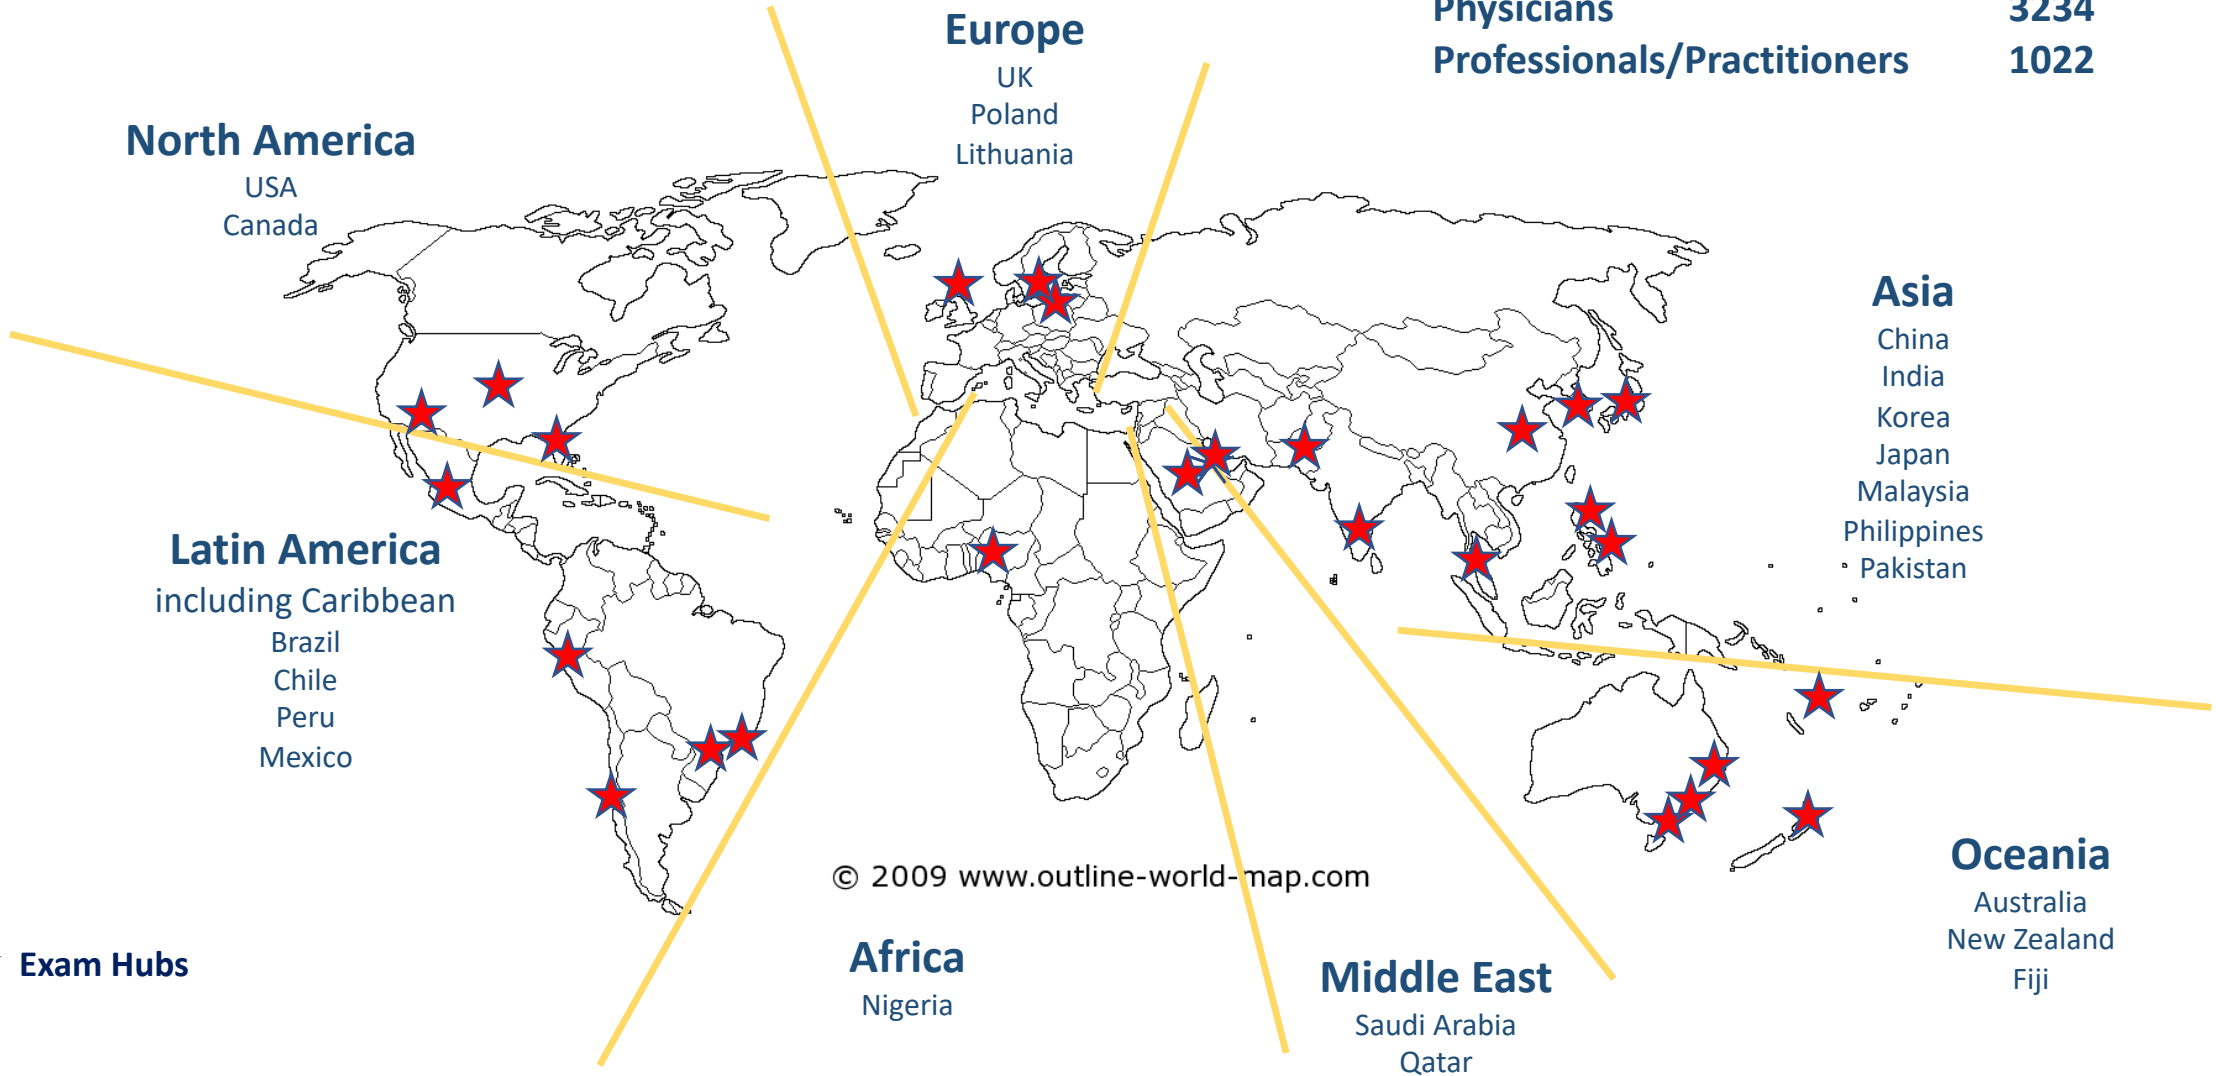 Physicians 3234
Professionals/Practitioners 1022
Europe
UK
Poland
Lithuania
North America
USA
Canada
Asia
China
India
Korea
Japan
Malaysia
Philippines
Pakistan
Latin America
including Caribbean
Brazil
Chile
Peru
Mexico
© 2009 www.outline-world-map.com
Oceania
Australia
New Zealand
Fiji
Exam Hubs
Africa
Nigeria
Middle East
Saudi Arabia
Qatar